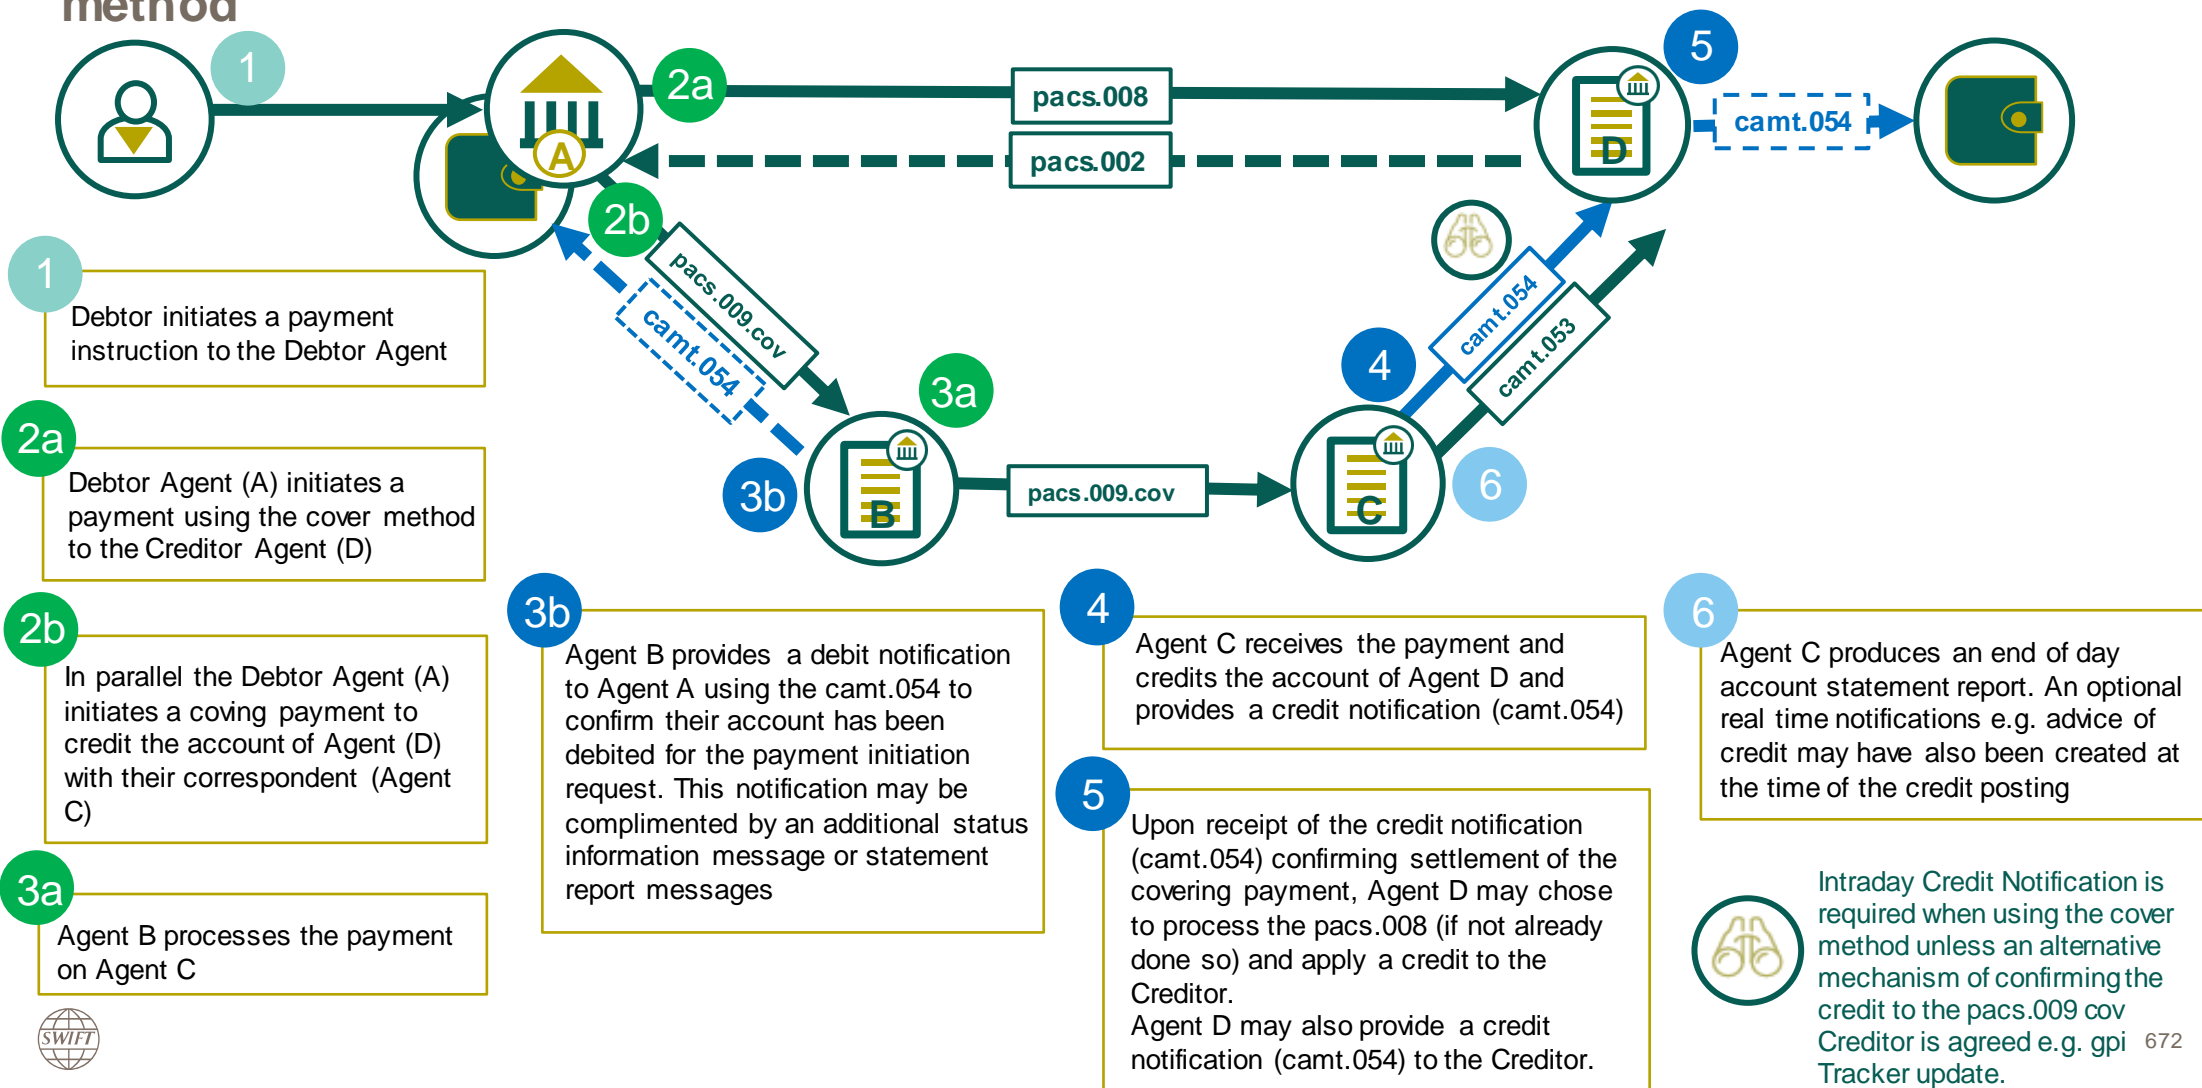 method
1
2a
pacs.008
5
camt.054
A
pacs.002
D
2b
pacs.009.cov
camt.054
camt.054
camt.053
4
3a
3b
B
pacs.009.cov
C
6
1
Debtor initiates a payment
instruction to the Debtor Agent
2a
Debtor Agent (A) initiates a
payment using the cover method
to the Creditor Agent (D)
2b
In parallel the Debtor Agent (A)
initiates a coving payment to
credit the account of Agent (D)
with their correspondent (Agent
C)
3a
Agent B processes the payment
on Agent C
3b
Agent B provides a debit notification
to Agent A using the camt.054 to
confirm their account has been
debited for the payment initiation
request. This notification may be
complimented by an additional status
information message or statement
report messages
4
Agent C receives the payment and
credits the account of Agent D and
provides a credit notification (camt.054)
5
Upon receipt of the credit notification
(camt.054) confirming settlement of the
covering payment, Agent D may chose
to process the pacs.008 (if not already
done so) and apply a credit to the
Creditor.
Agent D may also provide a credit
notification (camt.054) to the Creditor.
6
Agent C produces an end of day
account statement report. An optional
real time notifications e.g. advice of
credit may have also been created at
the time of the credit posting
Intraday Credit Notification is
required when using the cover
method unless an alternative
mechanism of confirming the
credit to the pacs.009 cov
Creditor is agreed e.g. gpi
Tracker update.
672
SWIFT